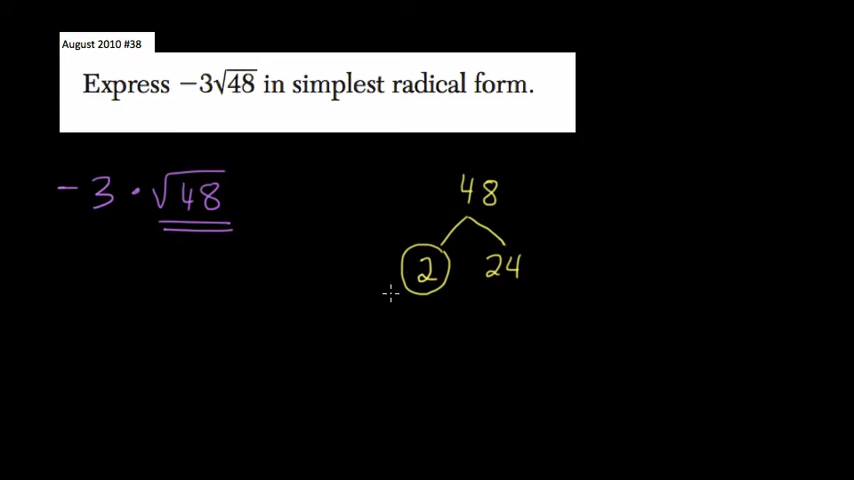 August 2010 #38
Express −3√48 in simplest radical form.
− 3 · √48
48
2 24